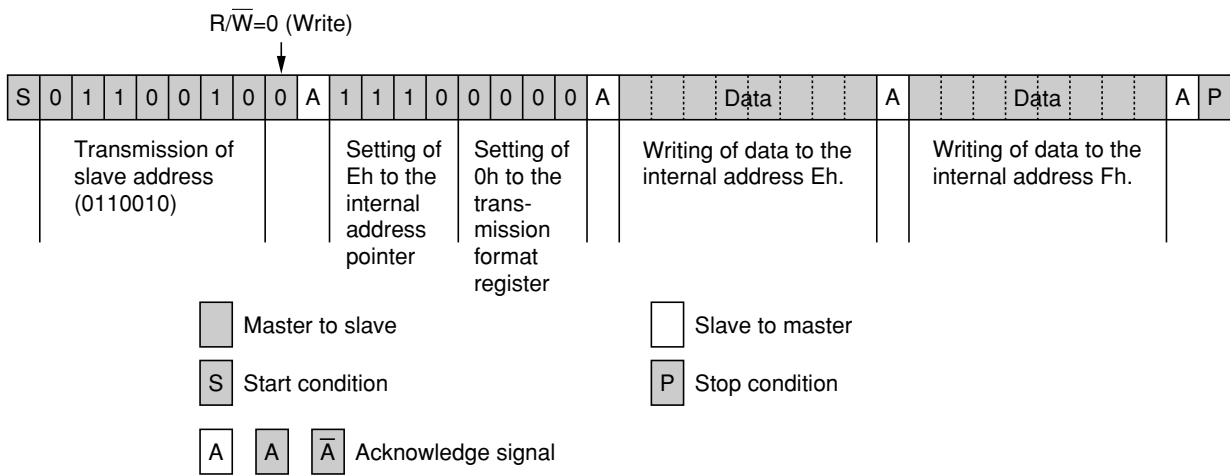 R/W̅=0 (Write)
S 0 1 1 0 0 1 0 0 A 1 1 1 0 0 0 0 0 A Data A Data A P
Transmission of
slave address
(0110010)
Setting of
Eh to the
internal
address
pointer
Setting of
0h to the
trans-
mission
format
register
Writing of data to the
internal address Eh.
Writing of data to the
internal address Fh.
Master to slave
Slave to master
S Start condition
P Stop condition
A A A̅ Acknowledge signal